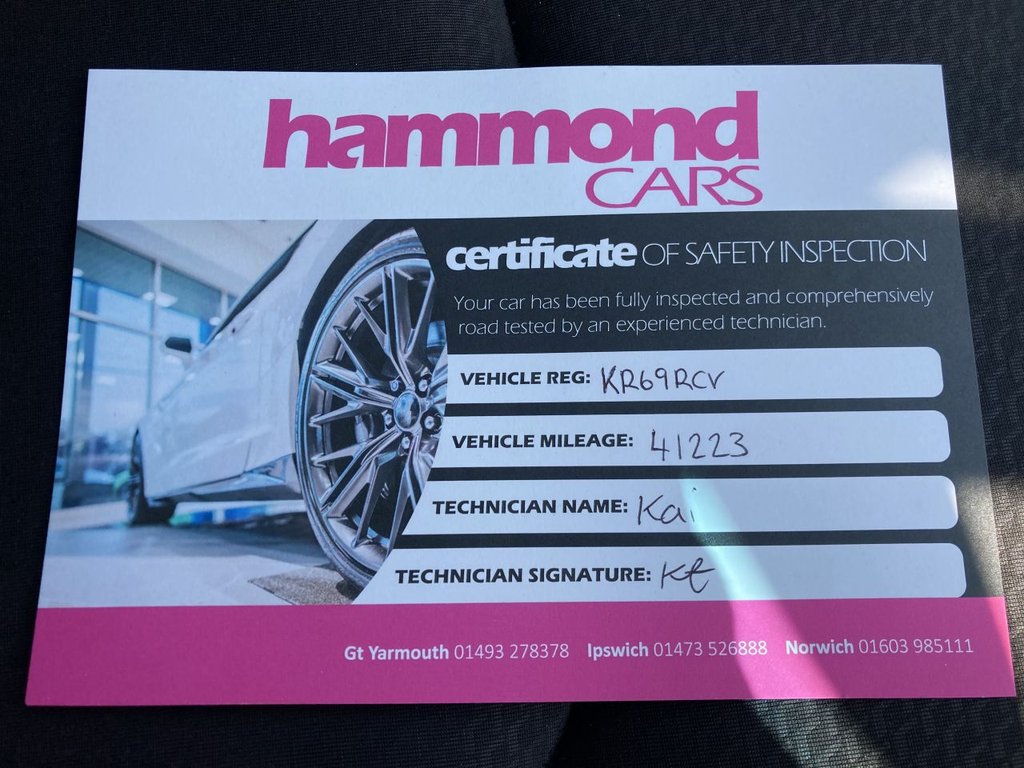 hammond
CARS
certificate OF SAFETY INSPECTION
Your car has been fully inspected and comprehensively
road tested by an experienced technician.
VEHICLE REG: KR69RCV
VEHICLE MILEAGE: 41223
TECHNICIAN NAME: Kai
TECHNICIAN SIGNATURE: Kt
Gt Yarmouth 01493 278378 Ipswich 01473 526888 Norwich 01603 985111